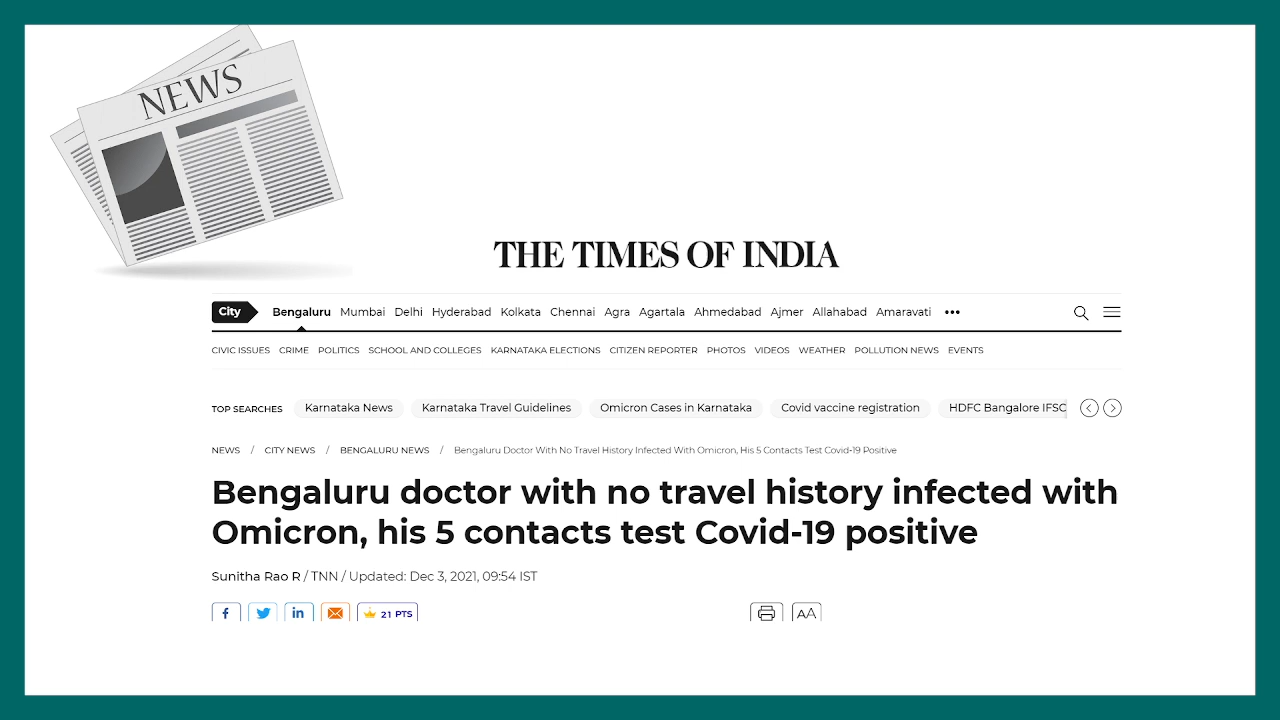 NEWS
THE TIMES OF INDIA
City Bengaluru Mumbai Delhi Hyderabad Kolkata Chennai Agra Agartala Ahmedabad Ajmer Allahabad Amaravati •••
CIVIC ISSUES CRIME POLITICS SCHOOL AND COLLEGES KARNATAKA ELECTIONS CITIZEN REPORTER PHOTOS VIDEOS WEATHER POLLUTION NEWS EVENTS
TOP SEARCHES Karnataka News Karnataka Travel Guidelines Omicron Cases in Karnataka Covid vaccine registration HDFC Bangalore IFSC
NEWS / CITY NEWS / BENGALURU NEWS / Bengaluru Doctor With No Travel History Infected With Omicron, His 5 Contacts Test Covid-19 Positive
Bengaluru doctor with no travel history infected with
Omicron, his 5 contacts test Covid-19 positive
Sunitha Rao R / TNN / Updated: Dec 3, 2021, 09:54 IST
f in 21 PTS AA